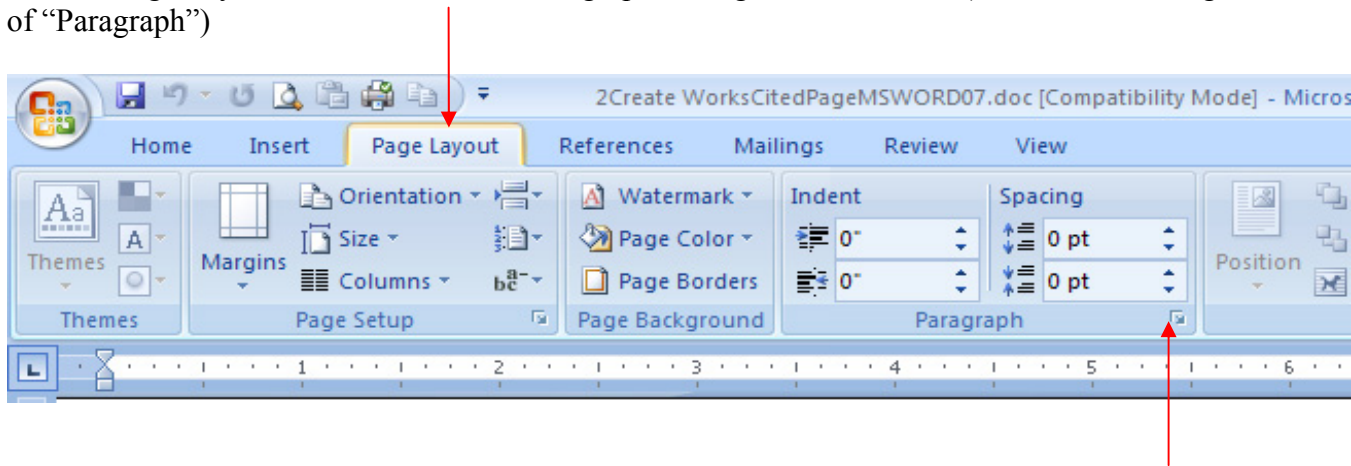 of “Paragraph”)
2Create WorksCitedPageMSWORD07.doc [Compatibility Mode] - Micros
Home Insert Page Layout References Mailings Review View
Aa Orientation Watermark Indent Spacing
A Size Page Color 0" 0 pt
Themes Margins Columns Page Borders 0" 0 pt Position
Themes Page Setup Page Background Paragraph
L 1 2 3 4 5 6